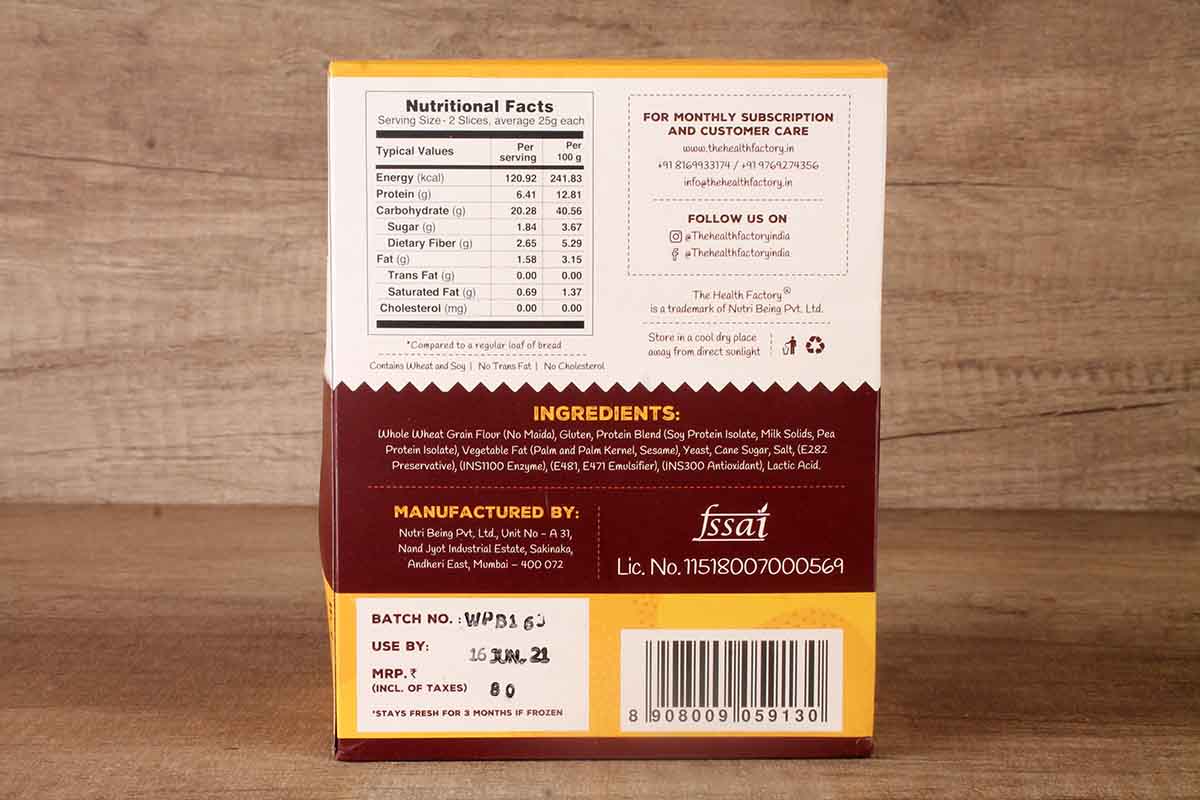 Nutritional Facts
Serving Size - 2 Slices, average 25g each
Typical Values Per serving Per 100 g
Energy (kcal) 120.92 241.83
Protein (g) 6.41 12.81
Carbohydrate (g) 20.28 40.56
Sugar (g) 1.84 3.67
Dietary Fiber (g) 2.65 5.29
Fat (g) 1.58 3.15
Trans Fat (g) 0.00 0.00
Saturated Fat (g) 0.69 1.37
Cholesterol (mg) 0.00 0.00
*Compared to a regular loaf of bread
Contains Wheat and Soy | No Trans Fat | No Cholesterol
FOR MONTHLY SUBSCRIPTION
AND CUSTOMER CARE
www.thehealthfactory.in
+91 8169933174 / +91 9769274356
info@thehealthfactory.in
FOLLOW US ON
@Thehealthfactoryindia
@Thehealthfactoryindia
The Health Factory®
is a trademark of Nutri Being Pvt. Ltd.
Store in a cool dry place
away from direct sunlight
INGREDIENTS:
Whole Wheat Grain Flour (No Maida), Gluten, Protein Blend (Soy Protein Isolate, Milk Solids, Pea
Protein Isolate), Vegetable Fat (Palm and Palm Kernel, Sesame), Yeast, Cane Sugar, Salt, (E282
Preservative), (INS1100 Enzyme), (E481, E471 Emulsifier), (INS300 Antioxidant), Lactic Acid.
MANUFACTURED BY:
Nutri Being Pvt. Ltd., Unit No - A 31,
Nand Jyot Industrial Estate, Sakinaka,
Andheri East, Mumbai - 400 072
fssai
Lic. No. 11518007000569
BATCH NO. :
USE BY: 16 JUN. 21
MRP. ₹
(INCL. OF TAXES) 80
*STAYS FRESH FOR 3 MONTHS IF FROZEN
8 908009 059130